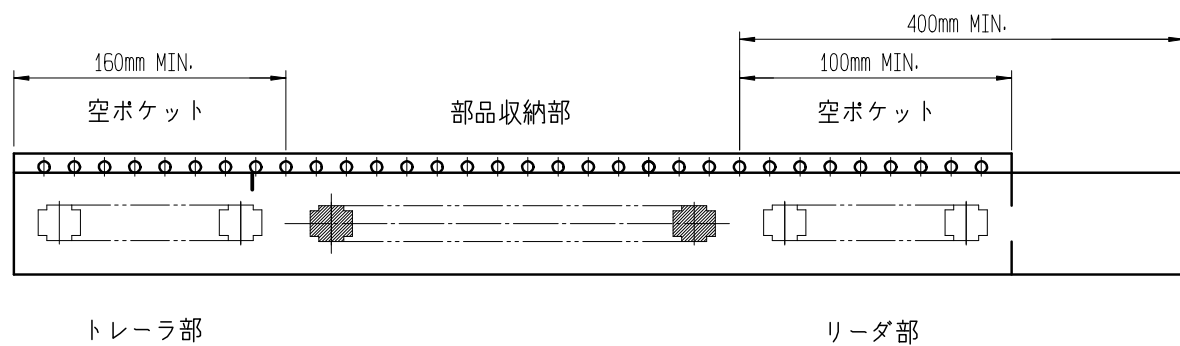 400mm MIN.
160mm MIN.
100mm MIN.
空ポケット
部品収納部
空ポケット
トレーラ部
リーダ部